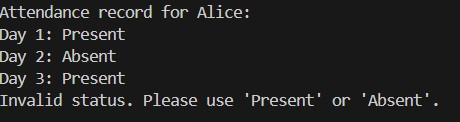 Attendance record for Alice:
Day 1: Present
Day 2: Absent
Day 3: Present
Invalid status. Please use 'Present' or 'Absent'.